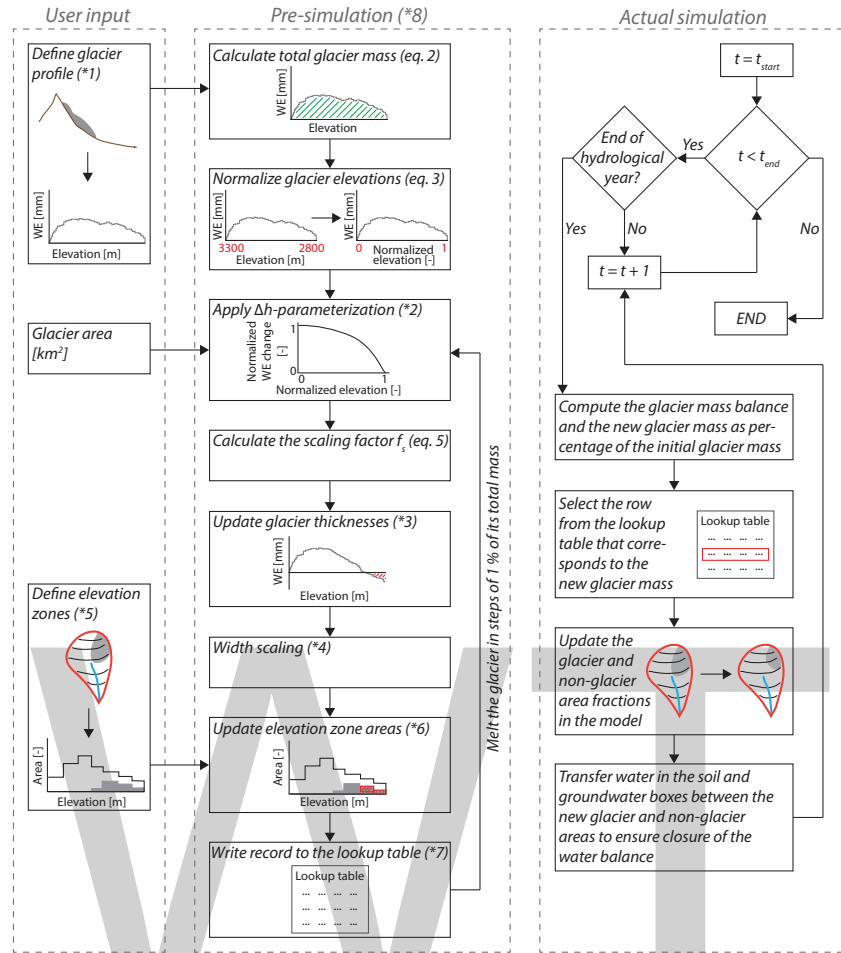 User input
Define glacier
profile (*1)
WE [mm]
Elevation [m]
Glacier area
[km²]
Define elevation
zones (*5)
Area [-]
Elevation [m]
Pre-simulation (*8)
Calculate total glacier mass (eq. 2)
WE [mm]
Elevation
Normalize glacier elevations (eq. 3)
WE [mm]
3300 2800
Elevation [m]
WE [mm]
0 1
Normalized
elevation [-]
Apply Δh-parameterization (*2)
Normalized
WE change
[-]
1
0
0 1
Normalized elevation [-]
Calculate the scaling factor fs (eq. 5)
Update glacier thicknesses (*3)
WE [mm]
Elevation [m]
Width scaling (*4)
Update elevation zone areas (*6)
Area [-]
Elevation [m]
Write record to the lookup table (*7)
Lookup table
... ... ... ...
... ... ... ...
... ... ... ...
Melt the glacier in steps of 1 % of its total mass
Actual simulation
t = tstart
t < tend
Yes
No
End of
hydrological
year?
Yes
No
t = t + 1
END
Compute the glacier mass balance
and the new glacier mass as per-
centage of the initial glacier mass
Select the row
from the lookup
table that corre-
sponds to the
new glacier mass
Lookup table
... ... ... ...
... ... ... ...
... ... ... ...
Update the
glacier and
non-glacier
area fractions
in the model
Transfer water in the soil and
groundwater boxes between the
new glacier and non-glacier
areas to ensure closure of the
water balance
W T